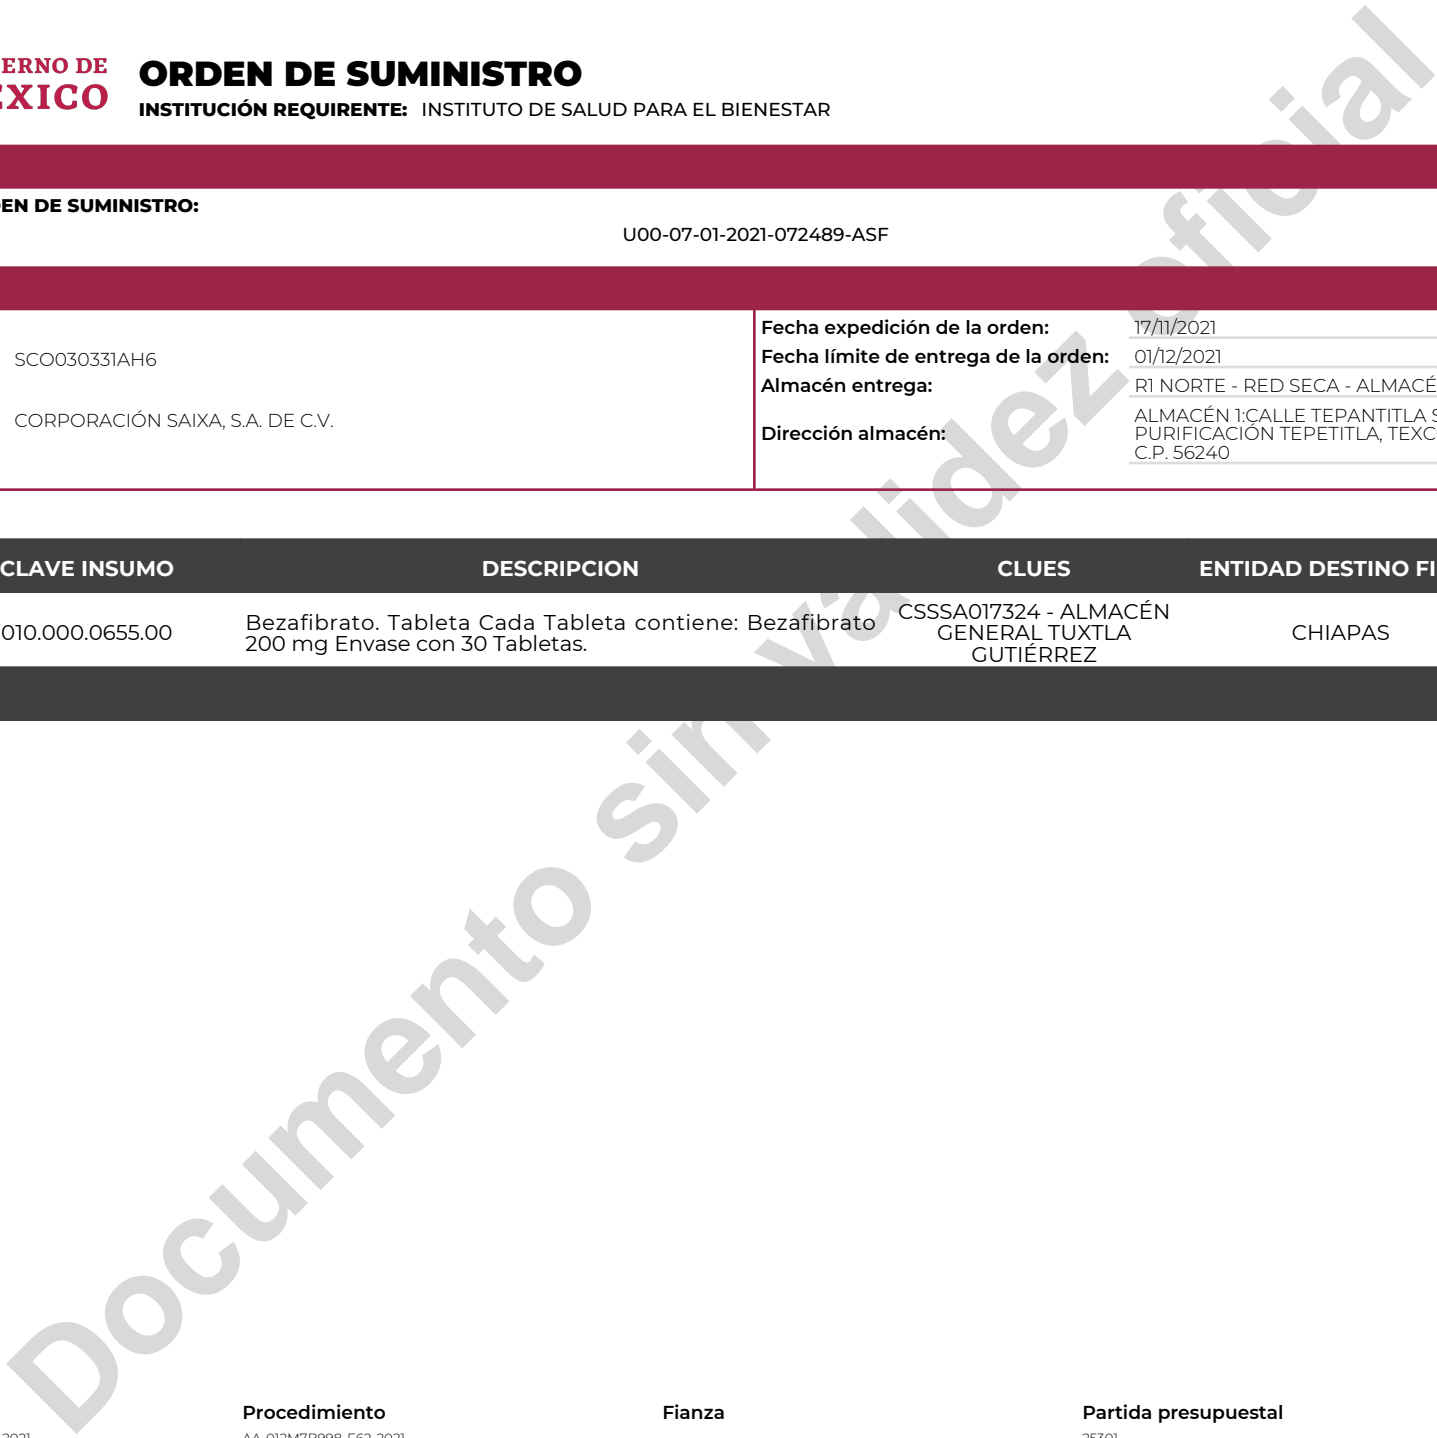 ERNO DE
ORDEN DE SUMINISTRO
EXICO
INSTITUCIÓN REQUIRENTE: INSTITUTO DE SALUD PARA EL BIENESTAR
EN DE SUMINISTRO:
U00-07-01-2021-072489-ASF
Fecha expedición de la orden: 17/11/2021
SCO030331AH6
Fecha límite de entrega de la orden: 01/12/2021
Almacén entrega: R1 NORTE - RED SECA - ALMACÉ
CORPORACIÓN SAIXA, S.A. DE C.V.
Dirección almacén:
ALMACÉN 1:CALLE TEPANTITLA S
PURIFICACIÓN TEPETITLA, TEXC
C.P. 56240
CLAVE INSUMO DESCRIPCION CLUES ENTIDAD DESTINO FI
010.000.0655.00
Bezafibrato. Tableta Cada Tableta contiene: Bezafibrato
200 mg Envase con 30 Tabletas.
CSSSA017324 - ALMACÉN
GENERAL TUXTLA
GUTIÉRREZ
CHIAPAS
Documento sin validez oficial
Procedimiento Fianza Partida presupuestal